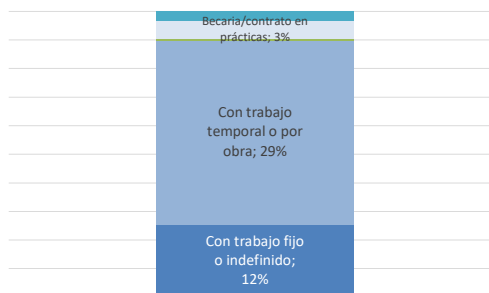 Becaria/contrato en
prácticas; 3%
Con trabajo
temporal o por
obra; 29%
Con trabajo fijo
o indefinido;
12%